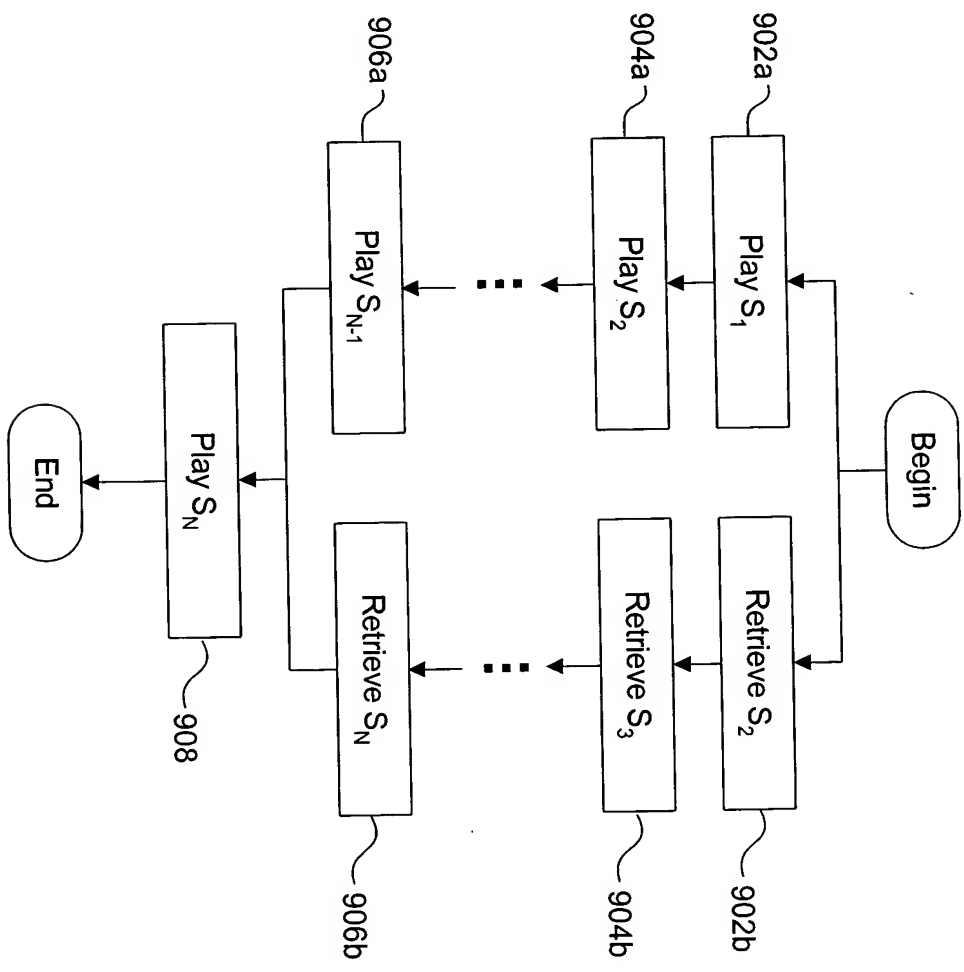 Begin
902a
Play S₁
Retrieve S₂
902b
904a
Play S₂
Retrieve S₃
904b
906a
Play Sₙ₋₁
Retrieve Sₙ
906b
Play Sₙ
908
End